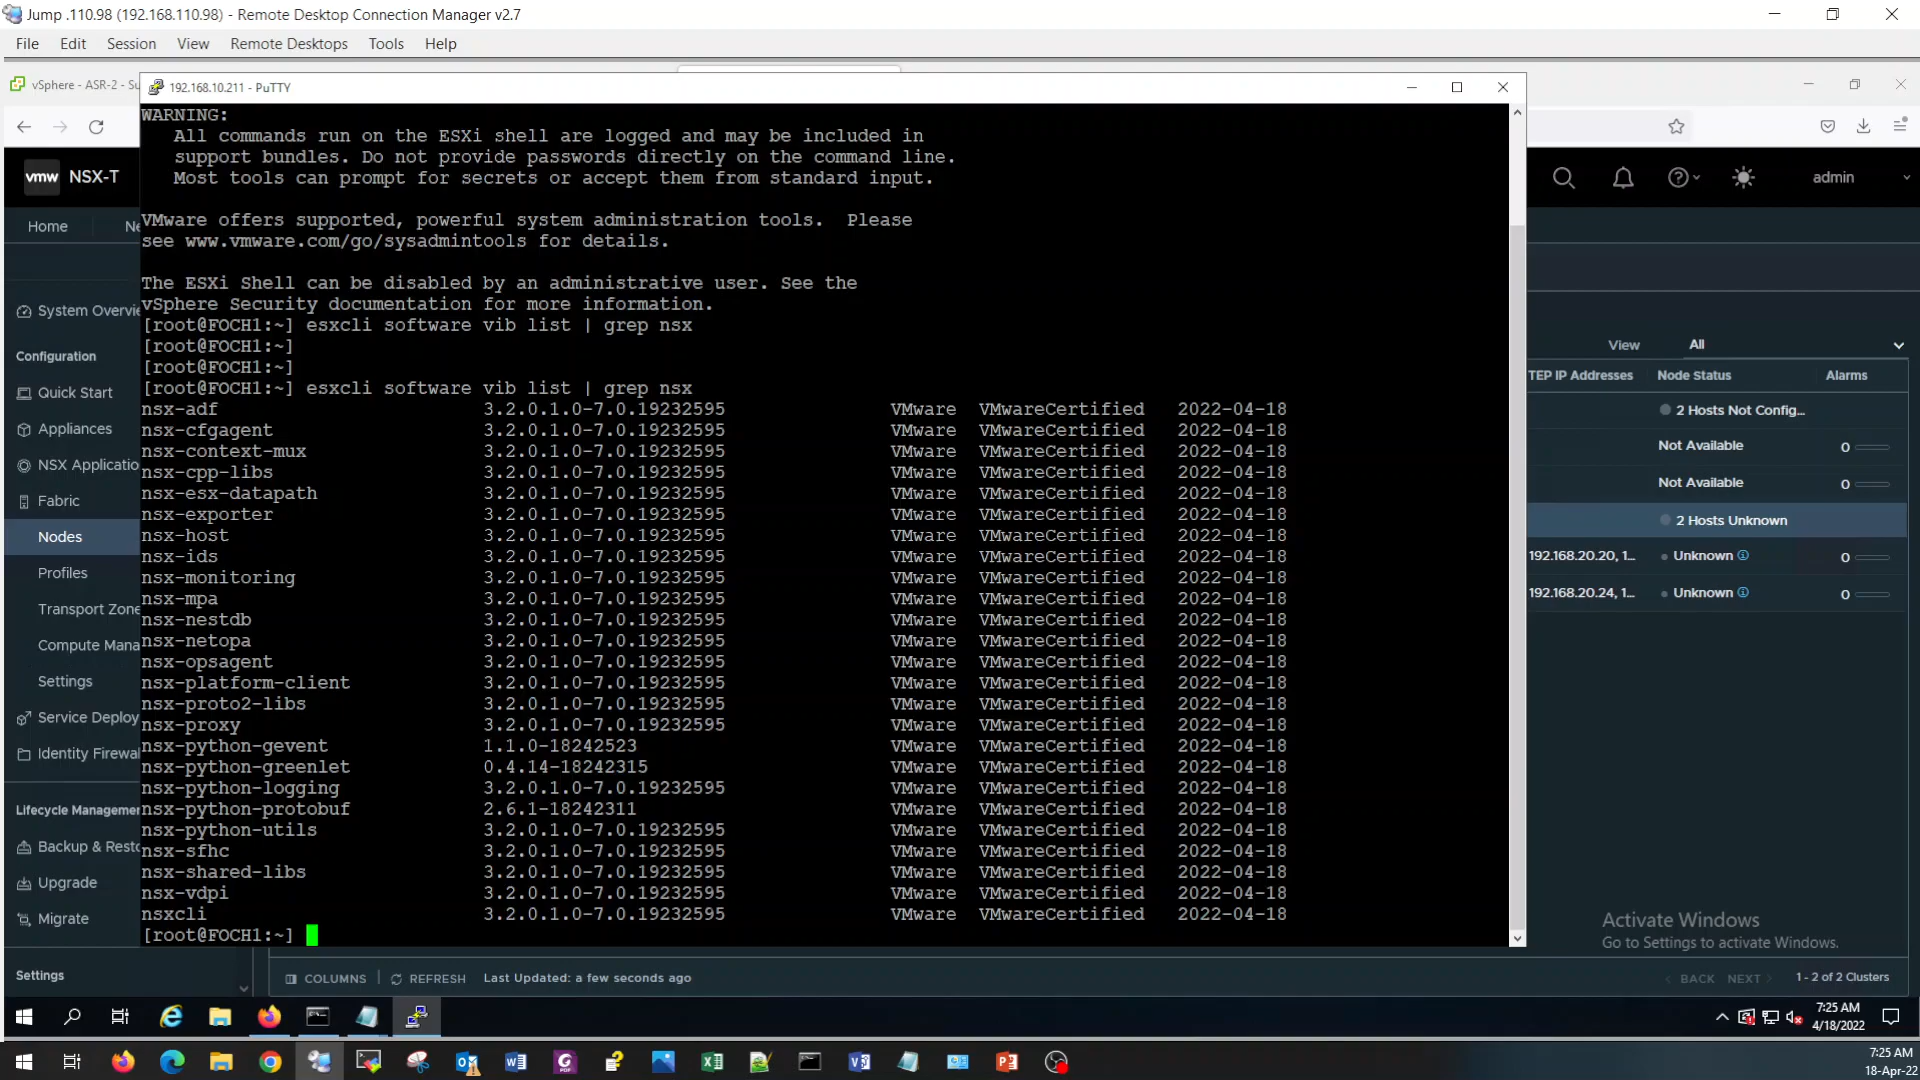 Jump .110.98 (192.168.110.98) - Remote Desktop Connection Manager v2.7
File Edit Session View Remote Desktops Tools Help
vSphere - ASR-2 - Su
192.168.10.211 - PuTTY
vmw NSX-T
admin
Home Ne
System Overvie
Configuration
Quick Start
Appliances
NSX Applicatio
Fabric
Nodes
Profiles
Transport Zone
Compute Mana
Settings
Service Deploy
Identity Firewal
Lifecycle Managemen
Backup & Resto
Upgrade
Migrate
Settings
WARNING:
All commands run on the ESXi shell are logged and may be included in
support bundles. Do not provide passwords directly on the command line.
Most tools can prompt for secrets or accept them from standard input.
VMware offers supported, powerful system administration tools.  Please
see www.vmware.com/go/sysadmintools for details.
The ESXi Shell can be disabled by an administrative user. See the
vSphere Security documentation for more information.
[root@FOCH1:~] esxcli software vib list | grep nsx
[root@FOCH1:~]
[root@FOCH1:~]
[root@FOCH1:~] esxcli software vib list | grep nsx
nsx-adf 3.2.0.1.0-7.0.19232595 VMware VMwareCertified 2022-04-18
nsx-cfgagent 3.2.0.1.0-7.0.19232595 VMware VMwareCertified 2022-04-18
nsx-context-mux 3.2.0.1.0-7.0.19232595 VMware VMwareCertified 2022-04-18
nsx-cpp-libs 3.2.0.1.0-7.0.19232595 VMware VMwareCertified 2022-04-18
nsx-esx-datapath 3.2.0.1.0-7.0.19232595 VMware VMwareCertified 2022-04-18
nsx-exporter 3.2.0.1.0-7.0.19232595 VMware VMwareCertified 2022-04-18
nsx-host 3.2.0.1.0-7.0.19232595 VMware VMwareCertified 2022-04-18
nsx-ids 3.2.0.1.0-7.0.19232595 VMware VMwareCertified 2022-04-18
nsx-monitoring 3.2.0.1.0-7.0.19232595 VMware VMwareCertified 2022-04-18
nsx-mpa 3.2.0.1.0-7.0.19232595 VMware VMwareCertified 2022-04-18
nsx-nestdb 3.2.0.1.0-7.0.19232595 VMware VMwareCertified 2022-04-18
nsx-netopa 3.2.0.1.0-7.0.19232595 VMware VMwareCertified 2022-04-18
nsx-opsagent 3.2.0.1.0-7.0.19232595 VMware VMwareCertified 2022-04-18
nsx-platform-client 3.2.0.1.0-7.0.19232595 VMware VMwareCertified 2022-04-18
nsx-proto2-libs 3.2.0.1.0-7.0.19232595 VMware VMwareCertified 2022-04-18
nsx-proxy 3.2.0.1.0-7.0.19232595 VMware VMwareCertified 2022-04-18
nsx-python-gevent 1.1.0-18242523 VMware VMwareCertified 2022-04-18
nsx-python-greenlet 0.4.14-18242315 VMware VMwareCertified 2022-04-18
nsx-python-logging 3.2.0.1.0-7.0.19232595 VMware VMwareCertified 2022-04-18
nsx-python-protobuf 2.6.1-18242311 VMware VMwareCertified 2022-04-18
nsx-python-utils 3.2.0.1.0-7.0.19232595 VMware VMwareCertified 2022-04-18
nsx-sfhc 3.2.0.1.0-7.0.19232595 VMware VMwareCertified 2022-04-18
nsx-shared-libs 3.2.0.1.0-7.0.19232595 VMware VMwareCertified 2022-04-18
nsx-vdpi 3.2.0.1.0-7.0.19232595 VMware VMwareCertified 2022-04-18
nsxcli 3.2.0.1.0-7.0.19232595 VMware VMwareCertified 2022-04-18
[root@FOCH1:~]
View All
TEP IP Addresses Node Status Alarms
2 Hosts Not Config...
Not Available 0
Not Available 0
2 Hosts Unknown
192.168.20.20, 1... Unknown 0
192.168.20.24, 1... Unknown 0
Activate Windows
Go to Settings to activate Windows.
COLUMNS REFRESH Last Updated: a few seconds ago BACK NEXT 1 - 2 of 2 Clusters
7:25 AM
4/18/2022
7:25 AM
18-Apr-22